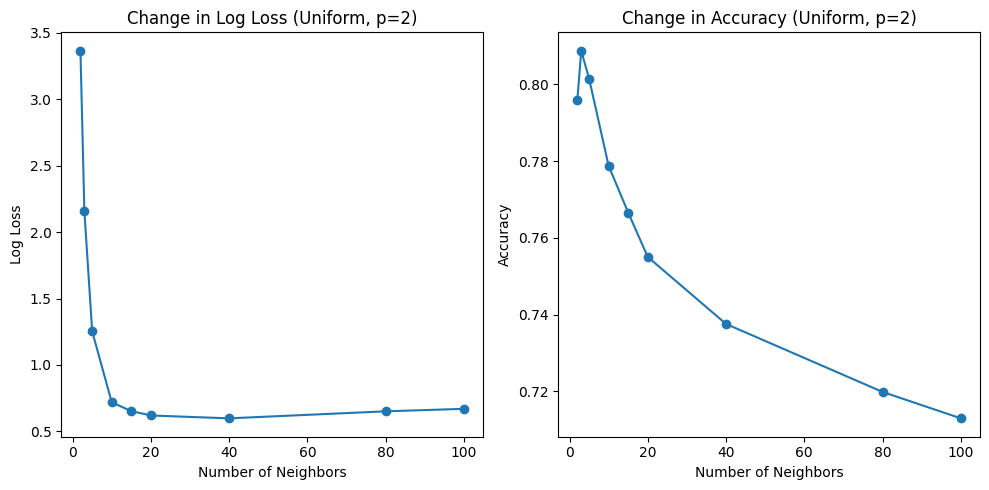 Change in Log Loss (Uniform, p=2)
Log Loss
3.5
3.0
2.5
2.0
1.5
1.0
0.5
0 20 40 60 80 100
Number of Neighbors
Change in Accuracy (Uniform, p=2)
Accuracy
0.80
0.78
0.76
0.74
0.72
0 20 40 60 80 100
Number of Neighbors